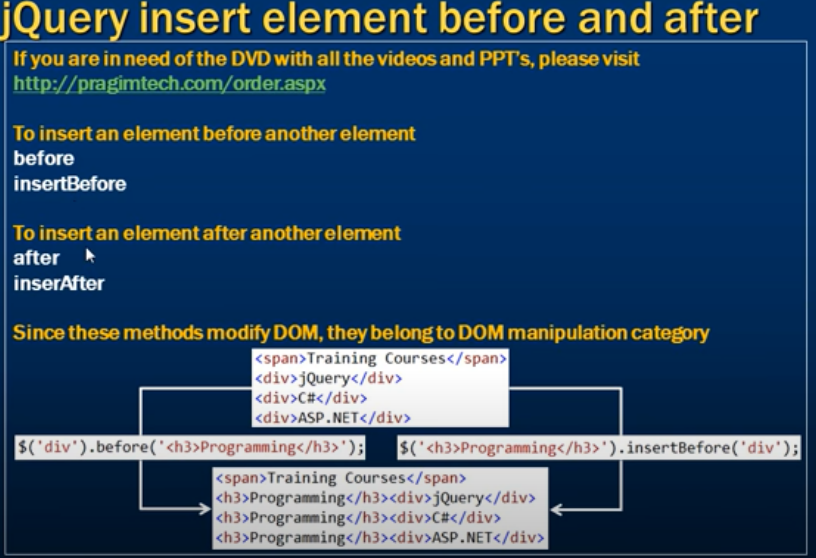 jQuery insert element before and after
If you are in need of the DVD with all the videos and PPT's, please visit
http://pragimtech.com/order.aspx
To insert an element before another element
before
insertBefore
To insert an element after another element
after
inserAfter
Since these methods modify DOM, they belong to DOM manipulation category
<span>Training Courses</span>
<div>jQuery</div>
<div>C#</div>
<div>ASP.NET</div>
$('div').before('<h3>Programming</h3>');
$('<h3>Programming</h3>').insertBefore('div');
<span>Training Courses</span>
<h3>Programming</h3><div>jQuery</div>
<h3>Programming</h3><div>C#</div>
<h3>Programming</h3><div>ASP.NET</div>